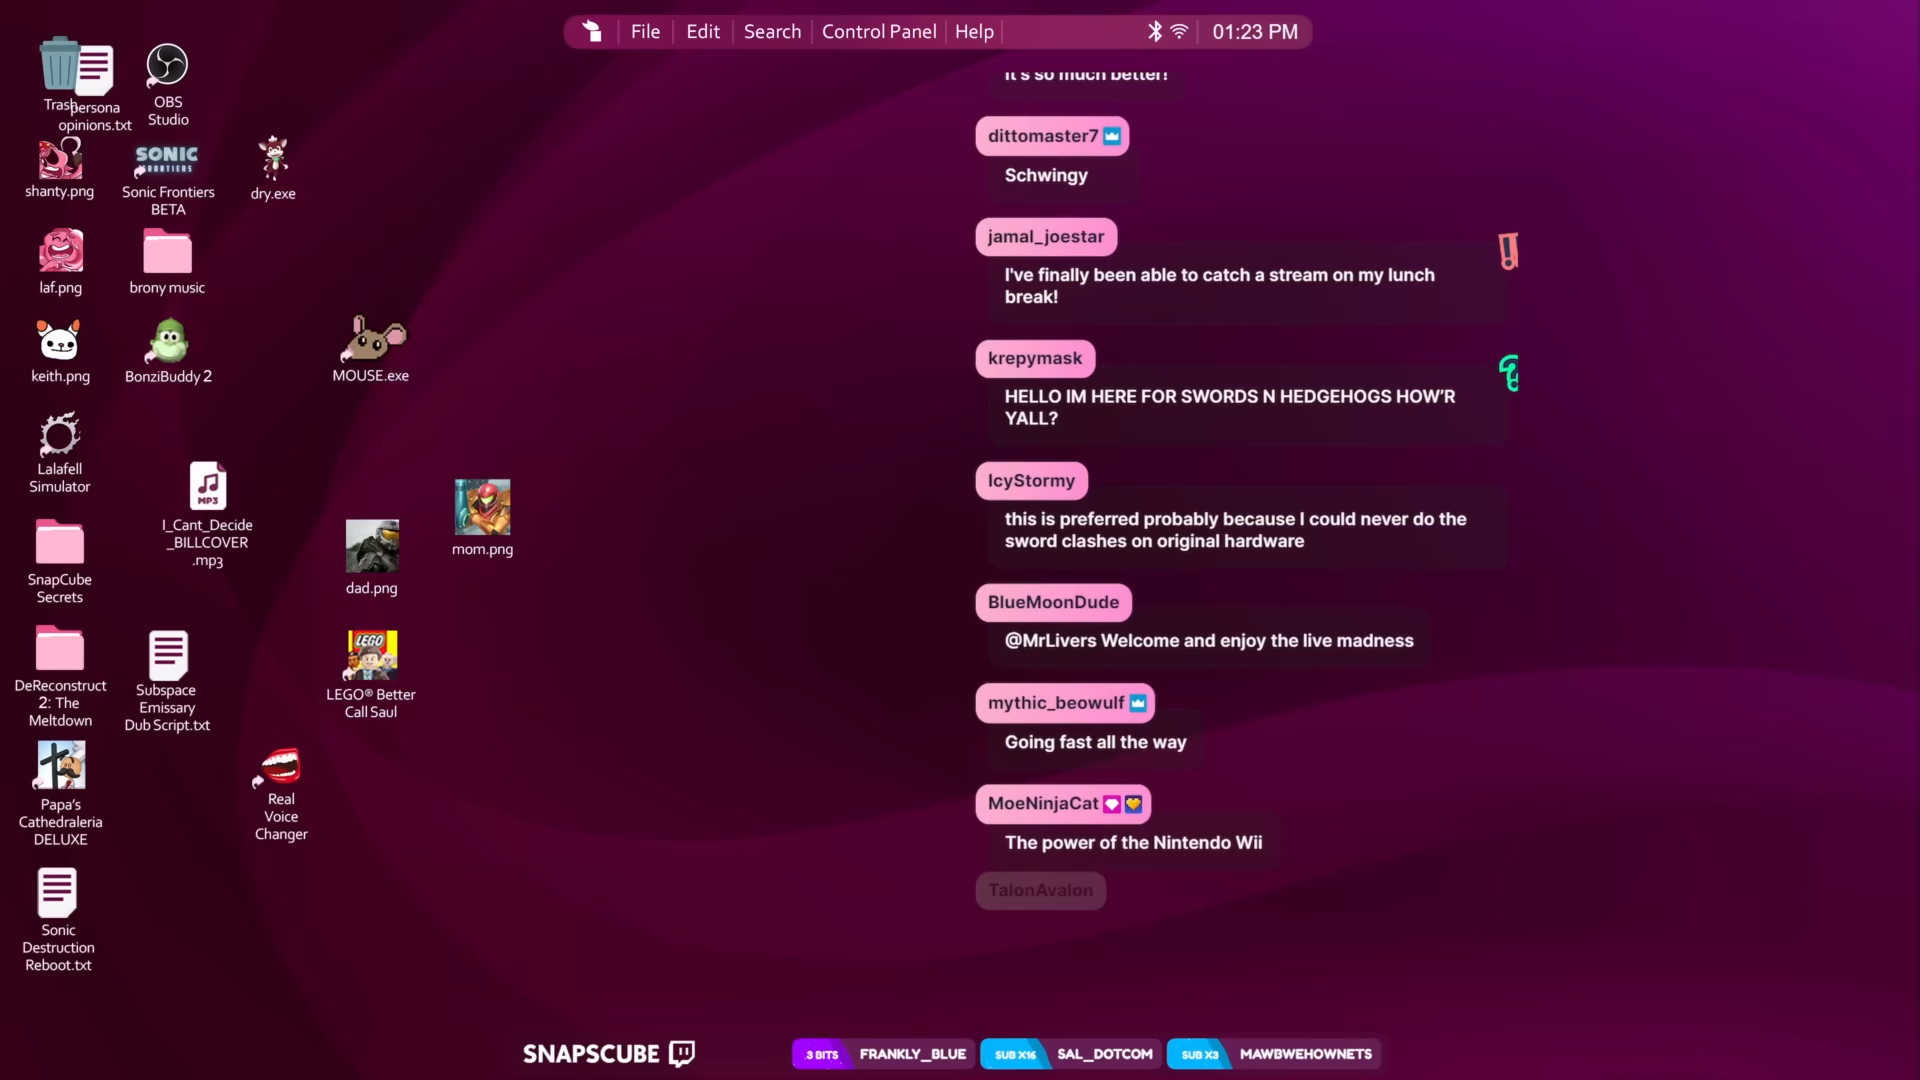 File Edit Search Control Panel Help 01:23 PM
Trash
persona
opinions.txt
OBS
Studio
shanty.png
SONIC
FRONTIERS
Sonic Frontiers
BETA
dry.exe
laf.png
brony music
keith.png
BonziBuddy 2
MOUSE.exe
Lalafell
Simulator
MP3
I_Cant_Decide
_BILLCOVER
.mp3
mom.png
dad.png
SnapCube
Secrets
DeReconstruct
2: The
Meltdown
Subspace
Emissary
Dub Script.txt
LEGO
LEGO® Better
Call Saul
Papa's
Cathedraleria
DELUXE
Real
Voice
Changer
Sonic
Destruction
Reboot.txt
It's so much better!
dittomaster7
Schwingy
jamal_joestar
I've finally been able to catch a stream on my lunch
break!
krepymask
HELLO IM HERE FOR SWORDS N HEDGEHOGS HOW'R
YALL?
IcyStormy
this is preferred probably because I could never do the
sword clashes on original hardware
BlueMoonDude
@MrLivers Welcome and enjoy the live madness
mythic_beowulf
Going fast all the way
MoeNinjaCat
The power of the Nintendo Wii
TalonAvalon
SNAPSCUBE
3 BITS FRANKLY_BLUE SUB X16 SAL_DOTCOM SUB X3 MAWBWEHOWNETS